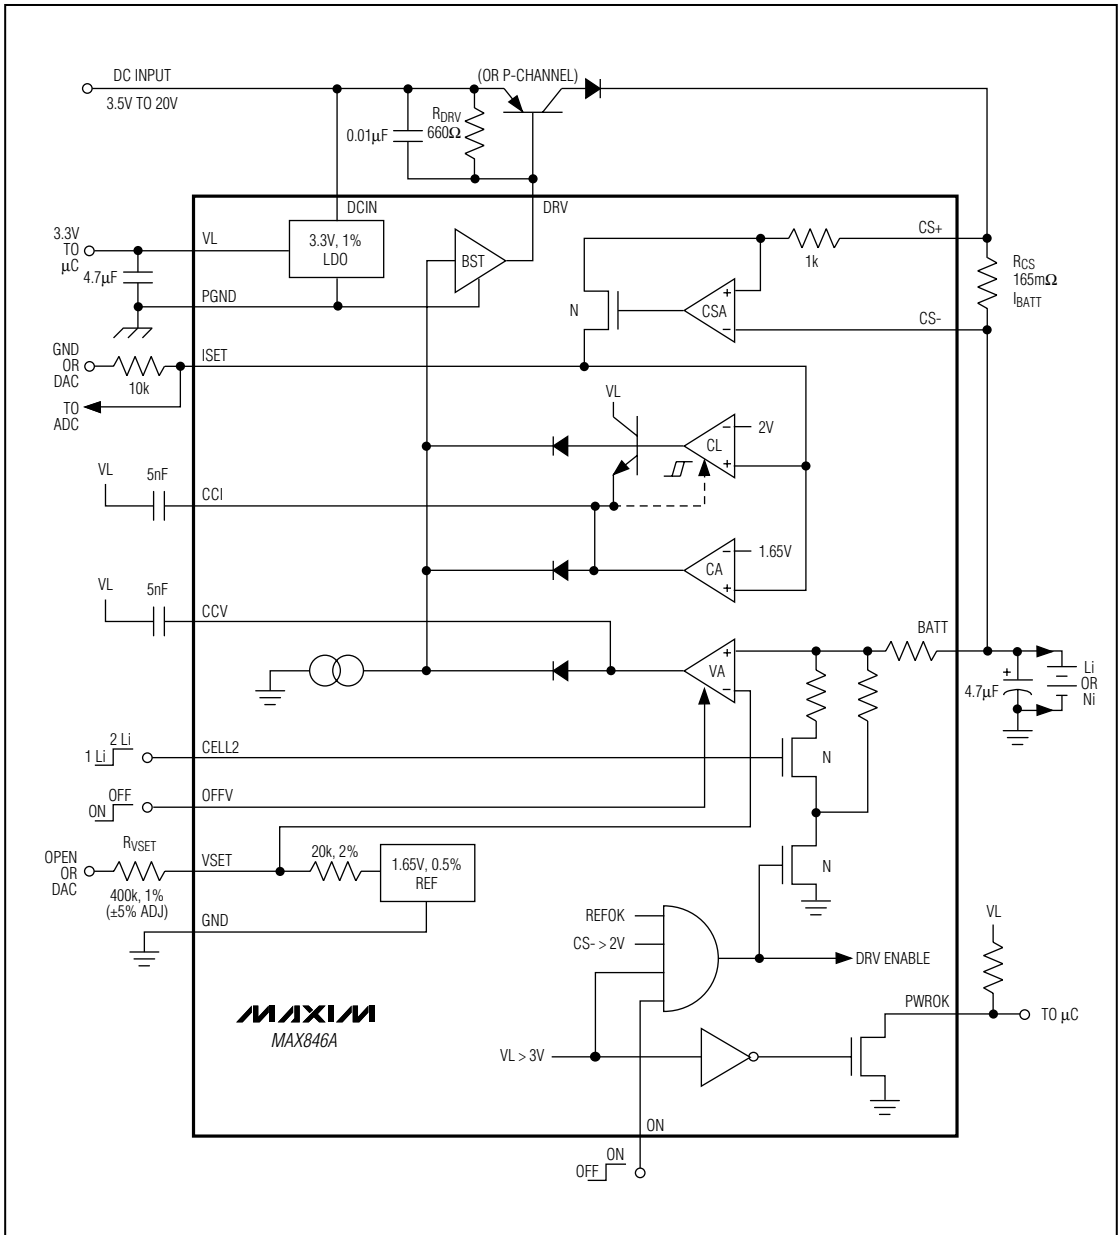 DC INPUT
3.5V TO 20V
(OR P-CHANNEL)
0.01µF
RDRV
660Ω
DCIN
DRV
3.3V
TO
µC
4.7µF
VL
3.3V, 1%
LDO
BST
PGND
CS+
1k
RCS
165mΩ
IBATT
N
CSA
+
−
CS-
GND
OR
DAC
10k
ISET
TO
ADC
VL
CL
−
+
2V
VL
5nF
CCI
CA
−
+
1.65V
VL
5nF
CCV
VA
+
−
BATT
+
4.7µF
Li
OR
Ni
2 Li
1 Li
CELL2
N
OFF
ON
OFFV
OPEN
OR
DAC
RVSET
400k, 1%
(±5% ADJ)
VSET
20k, 2%
1.65V, 0.5%
REF
N
GND
REFOK
CS- > 2V
DRV ENABLE
VL
PWROK
TO µC
MAXIM
MAX846A
VL > 3V
ON
ON
OFF